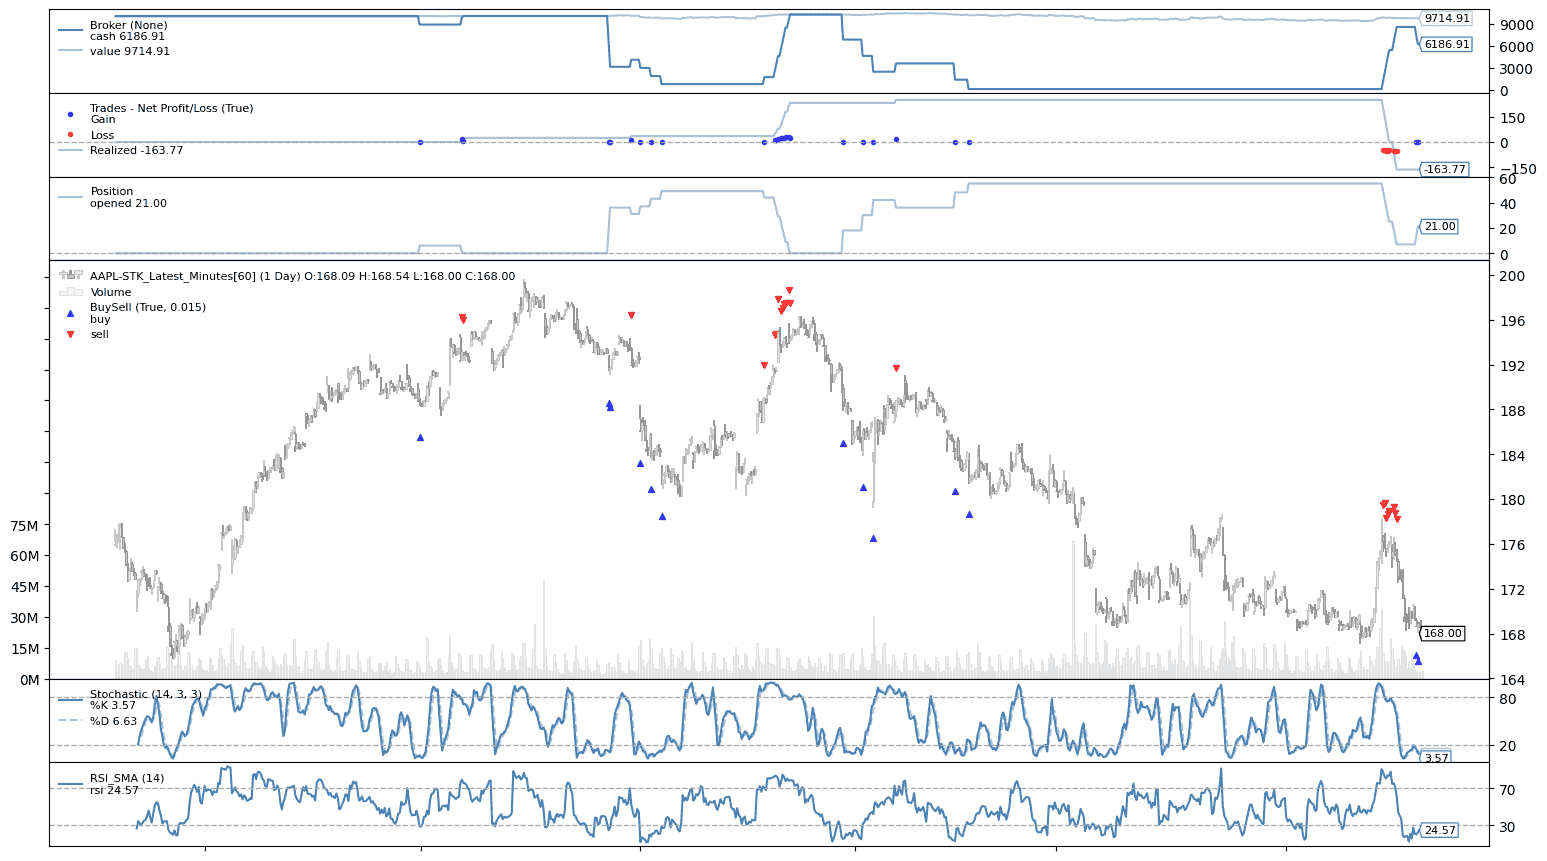 Broker (None)
cash 6186.91
value 9714.91
9714.91
9000
6186.91
6000
3000
0
Trades - Net Profit/Loss (True)
Gain
Loss
Realized -163.77
150
0
-163.77
−150
Position
opened 21.00
60
40
21.00
20
0
AAPL-STK_Latest_Minutes[60] (1 Day) O:168.09 H:168.54 L:168.00 C:168.00
Volume
BuySell (True, 0.015)
buy
sell
200
196
192
188
184
180
176
172
168
168.00
164
75M
60M
45M
30M
15M
0M
Stochastic (14, 3, 3)
%K 3.57
%D 6.63
80
20
3.57
RSI_SMA (14)
rsi 24.57
70
30
24.57